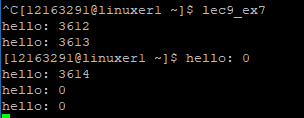 ^C[12163291@linuxer1 ~]$ lec9_ex7
hello: 3612
hello: 3613
[12163291@linuxer1 ~]$ hello: 0
hello: 3614
hello: 0
hello: 0